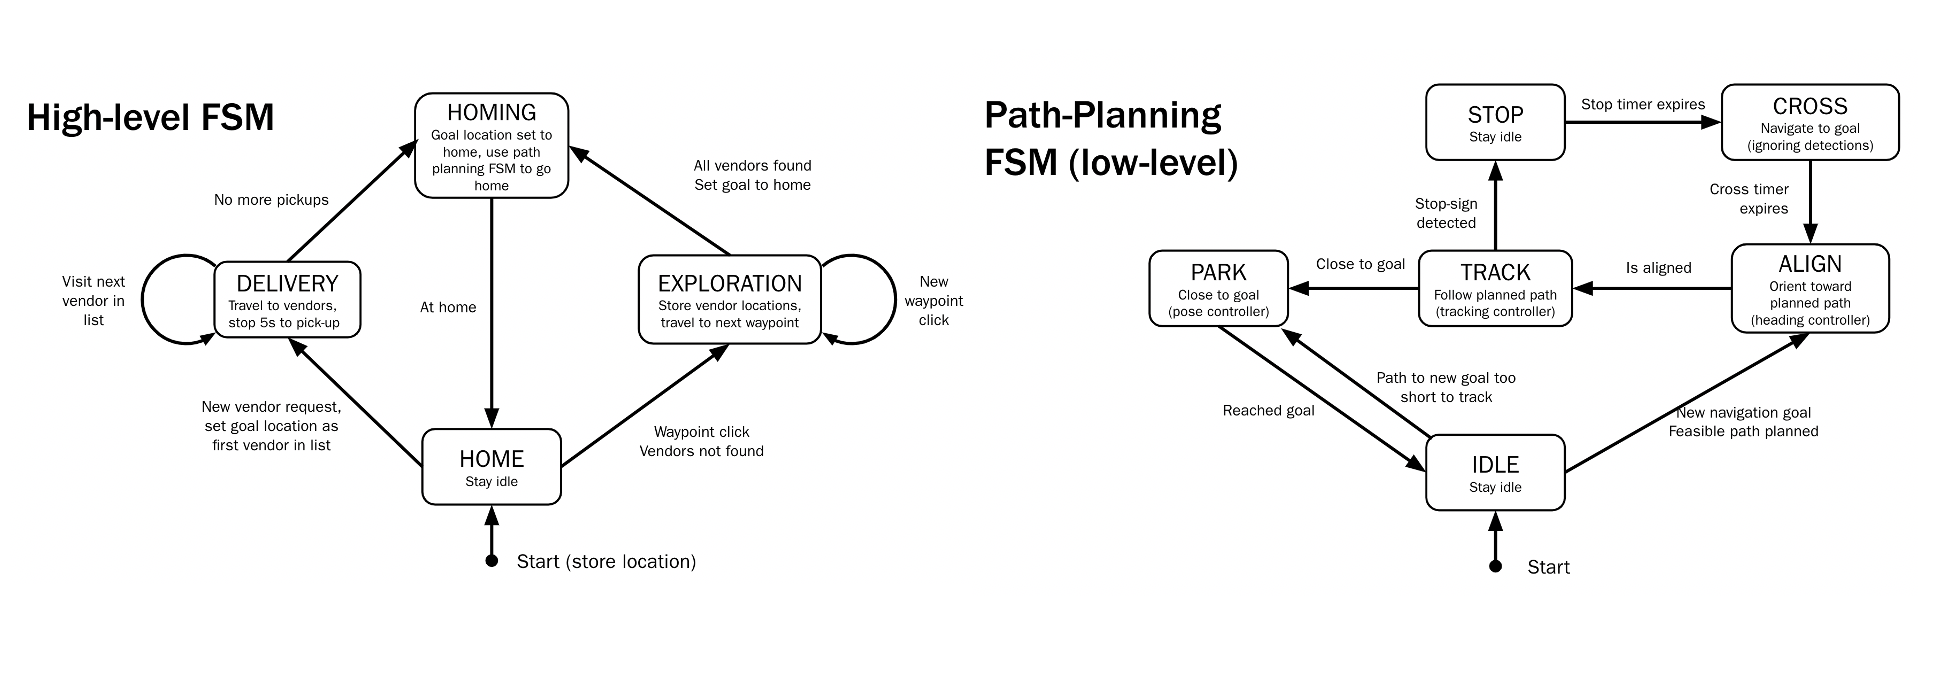 High-level FSM
HOMING
Goal location set to
home, use path
planning FSM to go
home
No more pickups
All vendors found
Set goal to home
Visit next
vendor in
list
DELIVERY
Travel to vendors,
stop 5s to pick-up
At home
EXPLORATION
Store vendor locations,
travel to next waypoint
New
waypoint
click
New vendor request,
set goal location as
first vendor in list
Waypoint click
Vendors not found
HOME
Stay idle
Start (store location)
Path-Planning
FSM (low-level)
STOP
Stay idle
Stop timer expires
CROSS
Navigate to goal
(ignoring detections)
Stop-sign
detected
Cross timer
expires
PARK
Close to goal
(pose controller)
Close to goal
TRACK
Follow planned path
(tracking controller)
Is aligned
ALIGN
Orient toward
planned path
(heading controller)
Reached goal
Path to new goal too
short to track
New navigation goal
Feasible path planned
IDLE
Stay idle
Start